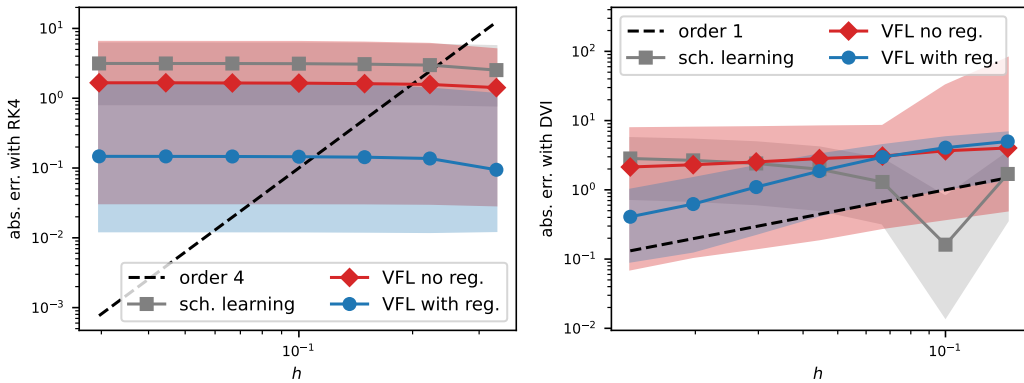 abs. err. with RK4
10¹
10⁰
10⁻¹
10⁻²
10⁻³
order 4
sch. learning
VFL no reg.
VFL with reg.
10⁻¹
h
abs. err. with DVI
10²
10¹
10⁰
10⁻¹
10⁻²
order 1
sch. learning
VFL no reg.
VFL with reg.
10⁻¹
h